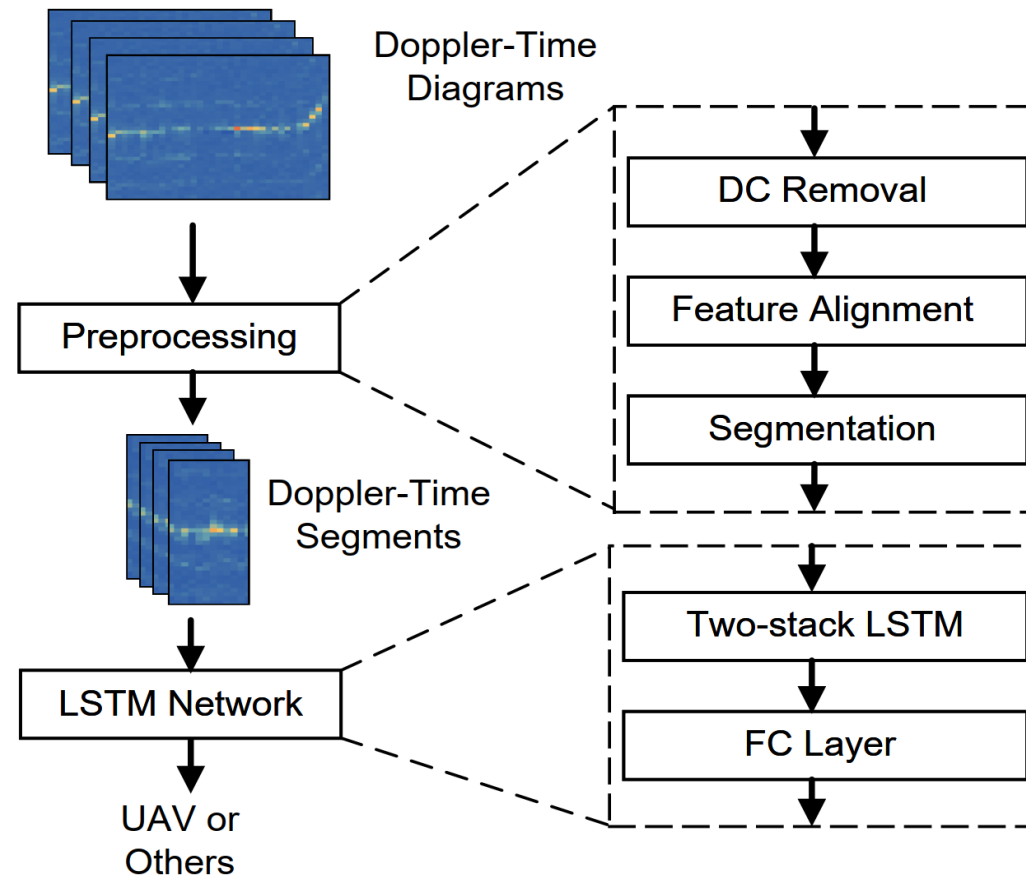 Doppler-Time
Diagrams
Preprocessing
Doppler-Time
Segments
LSTM Network
UAV or
Others
DC Removal
Feature Alignment
Segmentation
Two-stack LSTM
FC Layer